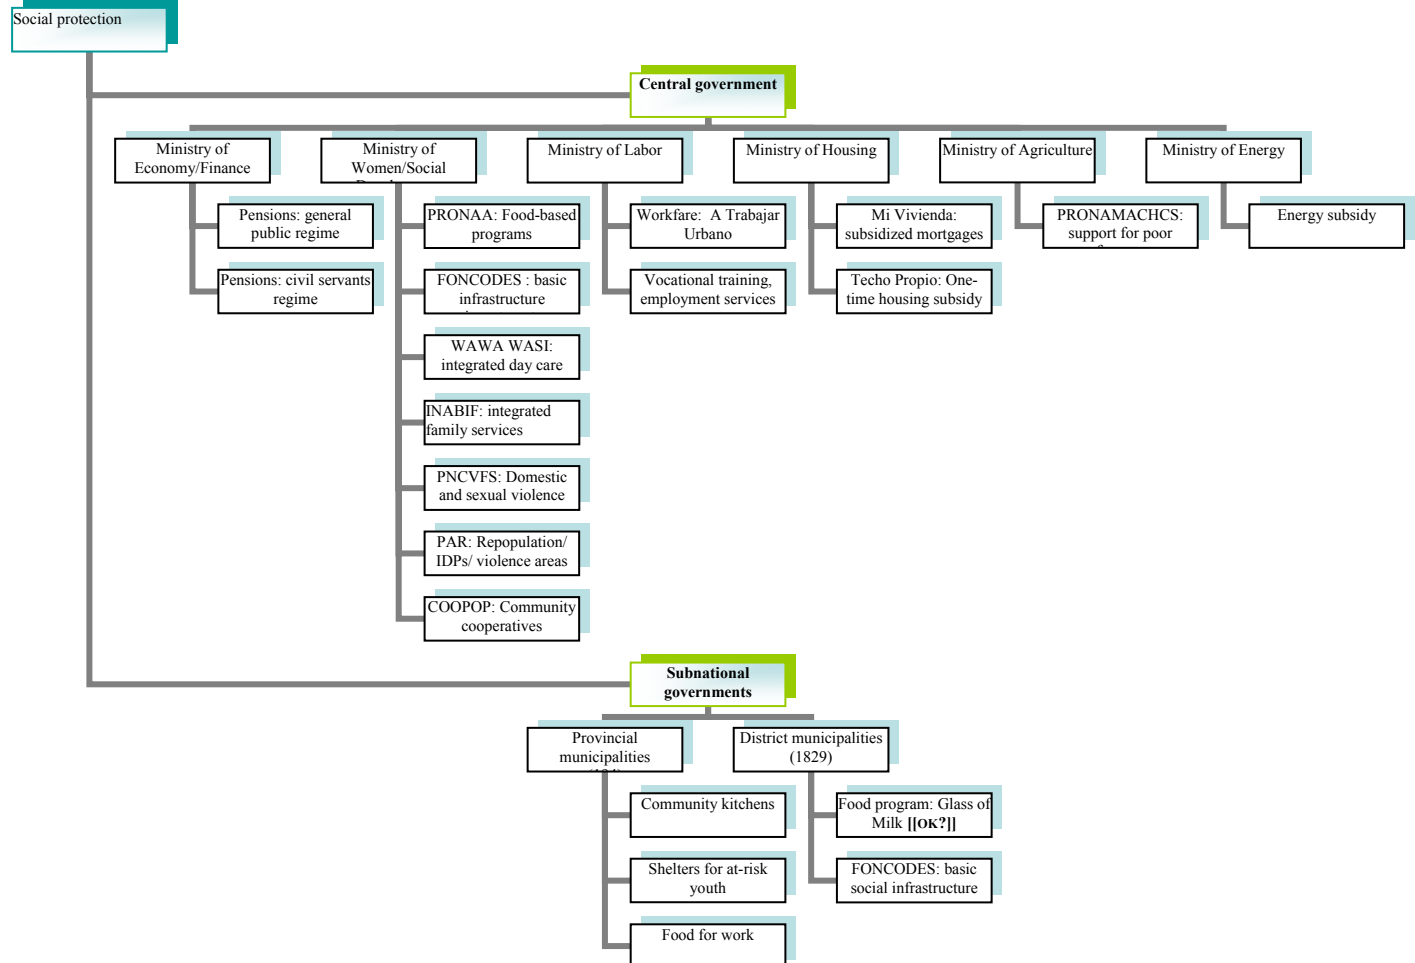 Social protection
Central government
Ministry of
Economy/Finance
Ministry of
Women/Social
Ministry of Labor
Ministry of Housing
Ministry of Agriculture
Ministry of Energy
Pensions: general
public regime
PRONAA: Food-based
programs
Workfare:  A Trabajar
Urbano
Mi Vivienda:
subsidized mortgages
PRONAMACHCS:
support for poor
Energy subsidy
Pensions: civil servants
regime
FONCODES : basic
infrastructure
Vocational training,
employment services
Techo Propio: One-
time housing subsidy
WAWA WASI:
integrated day care
INABIF: integrated
family services
PNCVFS: Domestic
and sexual violence
PAR: Repopulation/
IDPs/ violence areas
COOPOP: Community
cooperatives
Subnational
governments
Provincial
municipalities
District municipalities
(1829)
Community kitchens
Food program: Glass of
Milk [[OK?]]
Shelters for at-risk
youth
FONCODES: basic
social infrastructure
Food for work